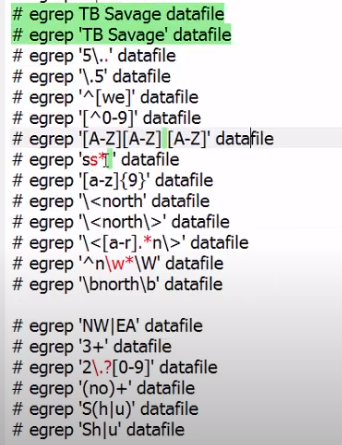 # egrep TB Savage datafile
# egrep 'TB Savage' datafile
# egrep '5\..' datafile
# egrep '\.5' datafile
# egrep '^[we]' datafile
# egrep '[^0-9]' datafile
# egrep '[A-Z][A-Z] [A-Z]' datafile
# egrep 'ss* ' datafile
# egrep '[a-z]{9}' datafile
# egrep '\<north' datafile
# egrep '\<north\>' datafile
# egrep '\<[a-r].*n\>' datafile
# egrep '^n\w*\W' datafile
# egrep '\bnorth\b' datafile
# egrep 'NW|EA' datafile
# egrep '3+' datafile
# egrep '2\.?[0-9]' datafile
# egrep '(no)+' datafile
# egrep 'S(h|u)' datafile
# egrep 'Sh|u' datafile